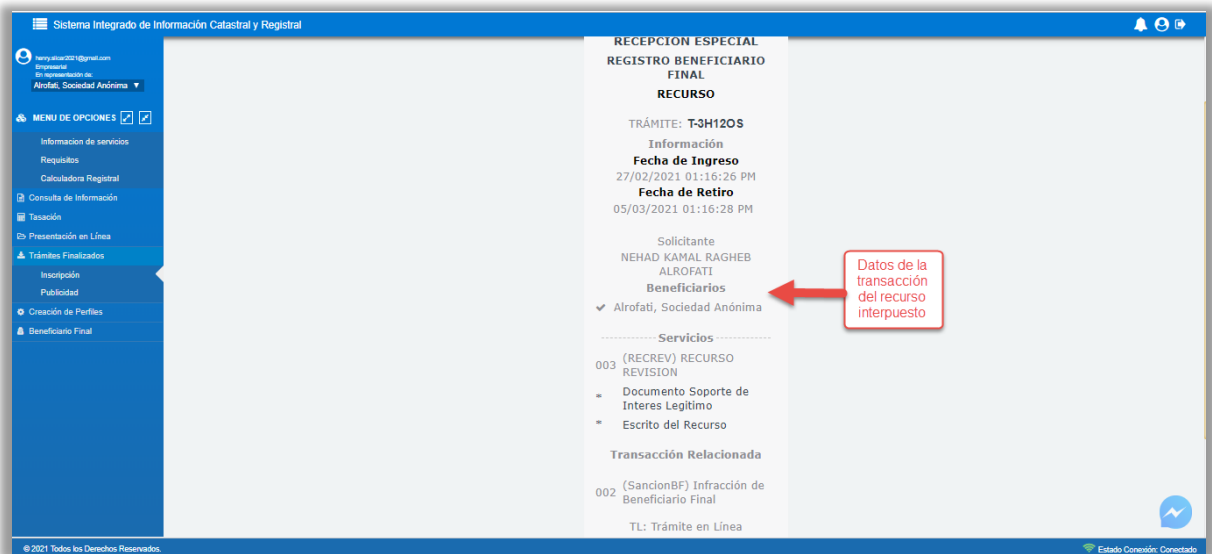 Sistema Integrado de Información Catastral y Registral
henry.alicar2021@gmail.com
Empresarial
En representación de:
Alrofati, Sociedad Anónima ▼
MENU DE OPCIONES
Informacion de servicios
Requisitos
Calculadora Registral
Consulta de Información
Tasación
Presentación en Línea
Trámites Finalizados
Inscripción
Publicidad
Creación de Perfiles
Beneficiario Final
RECEPCIÓN ESPECIAL
REGISTRO BENEFICIARIO
FINAL
RECURSO
TRÁMITE: T-3H12OS
Información
Fecha de Ingreso
27/02/2021 01:16:26 PM
Fecha de Retiro
05/03/2021 01:16:28 PM
Solicitante
NEHAD KAMAL RAGHEB
ALROFATI
Beneficiarios
✔ Alrofati, Sociedad Anónima
------------- Servicios -------------
003 (RECREV) RECURSO
REVISION
* Documento Soporte de
Interes Legitimo
* Escrito del Recurso
Transacción Relacionada
002 (SancionBF) Infracción de
Beneficiario Final
TL: Trámite en Línea
Datos de la
transacción
del recurso
interpuesto
© 2021 Todos los Derechos Reservados.
Estado Conexión: Conectado